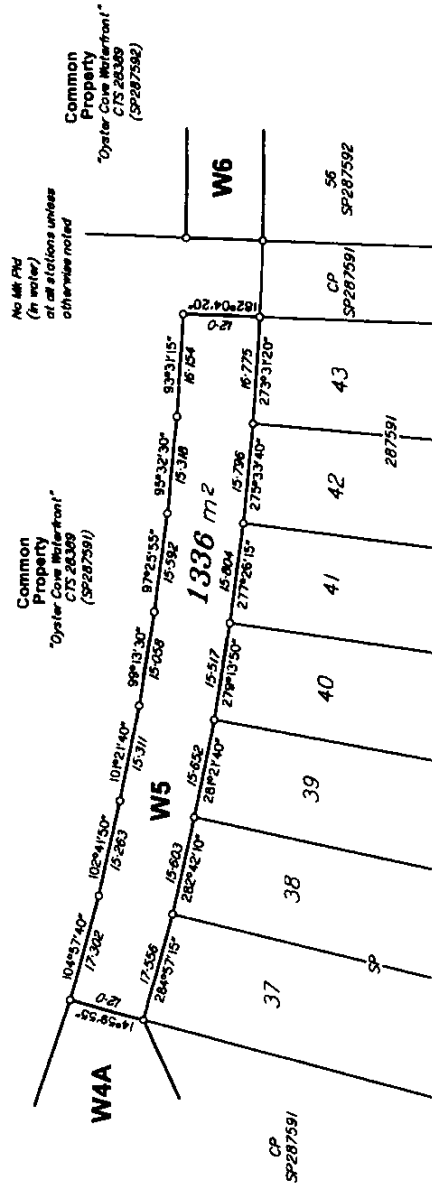 Common
Property
"Oyster Cove Waterfront"
CTS 28389
(SP287592)
No Mk Pld
(in water)
at all stations unless
otherwise noted
Common
Property
"Oyster Cove Waterfront"
CTS 28389
(SP287591)
W4A
W5
W6
1336 m2
104°57'40"
17·302
102°41'50"
15·263
101°21'40"
15·311
99°13'30"
15·058
97°25'55"
15·592
95°32'30"
15·318
93°31'15"
16·154
182°04'20"
12·0
14°59'55"
12·0
17·556
284°57'15"
15·603
282°42'10"
15·652
281°21'40"
15·517
279°13'50"
15·804
277°26'15"
15·796
275°33'40"
16·775
273°31'20"
37
38
39
40
41
42
43
CP
SP287591
56
SP287592
SP
287591
CP
SP287591